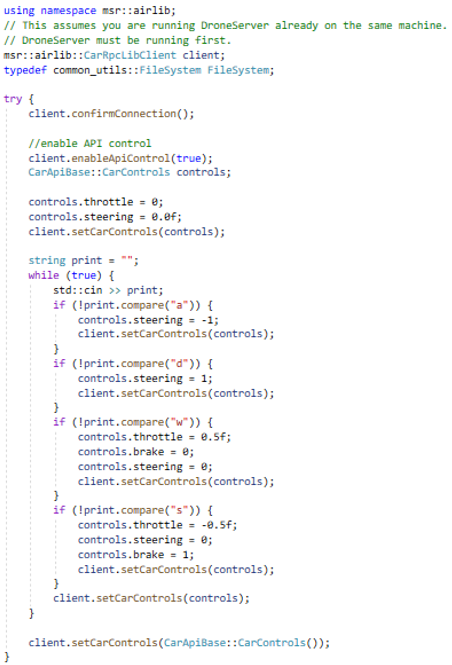 using namespace msr::airlib;
// This assumes you are running DroneServer already on the same machine.
// DroneServer must be running first.
msr::airlib::CarRpcLibClient client;
typedef common_utils::FileSystem FileSystem;

try {
    client.confirmConnection();

    //enable API control
    client.enableApiControl(true);
    CarApiBase::CarControls controls;

    controls.throttle = 0;
    controls.steering = 0.0f;
    client.setCarControls(controls);

    string print = "";
    while (true) {
        std::cin >> print;
        if (!print.compare("a")) {
            controls.steering = -1;
            client.setCarControls(controls);
        }
        if (!print.compare("d")) {
            controls.steering = 1;
            client.setCarControls(controls);
        }
        if (!print.compare("w")) {
            controls.throttle = 0.5f;
            controls.brake = 0;
            controls.steering = 0;
            client.setCarControls(controls);
        }
        if (!print.compare("s")) {
            controls.throttle = -0.5f;
            controls.steering = 0;
            controls.brake = 1;
            client.setCarControls(controls);
        }
        client.setCarControls(controls);
    }

    client.setCarControls(CarApiBase::CarControls());
}